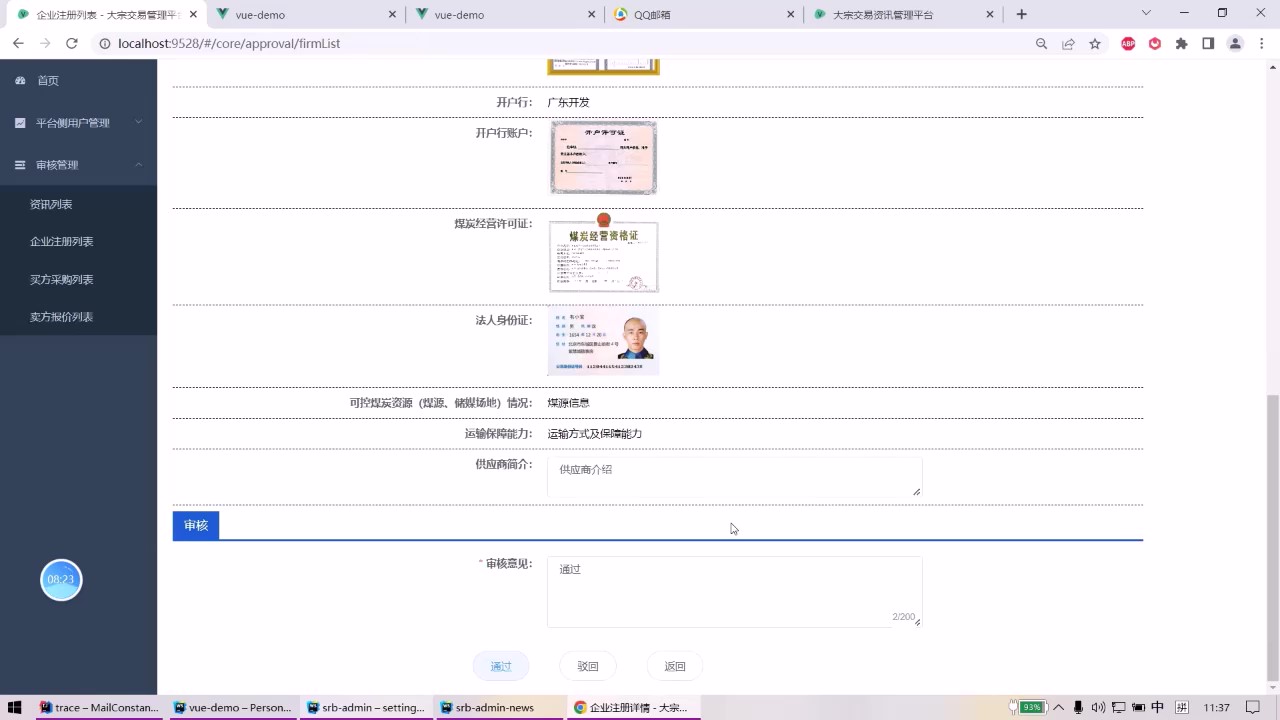 企业注册列表 - 大宗交易管理平
vue-demo
vue-demo
QQ邮箱
大宗交易资讯管理平台
localhost:9528/#/core/approval/firmList
ABP
首页
平台侧用户管理
审核管理
资讯列表
企业注册列表
卖方报价列表
08:23
开户行：
广东开发
开户行账户：
开户许可证
煤炭经营许可证：
煤炭经营资格证
法人身份证：
可控煤炭资源（煤源、储煤场地）情况：
煤源信息
运输保障能力：
运输方式及保障能力
供应商简介：
供应商介绍
审核
* 审核意见：
通过
2/200
通过
驳回
返回
trace – MailConstan...
vue-demo – Person...
srb-admin – setting...
srb-admin-news
企业注册详情 - 大宗...
93%
中
拼
11:37